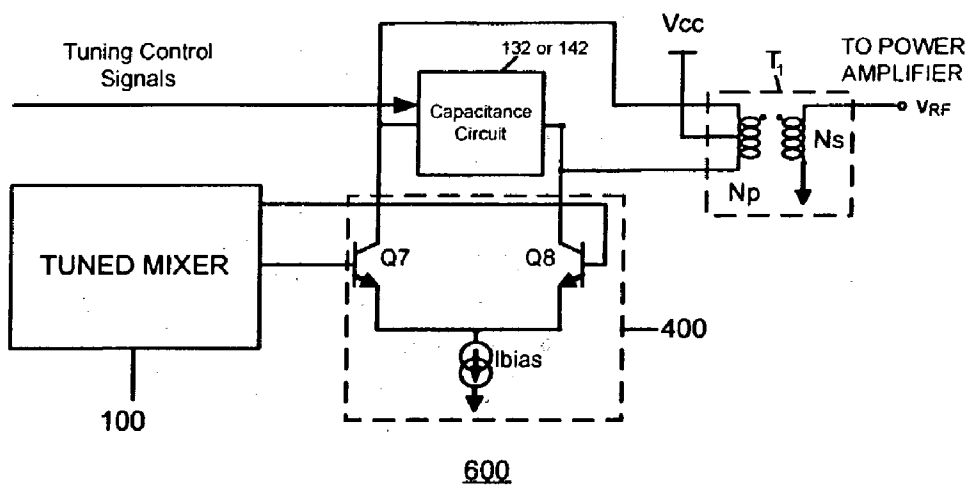 Tuning Control
Signals
132 or 142
Capacitance
Circuit
Vcc
T1
TO POWER
AMPLIFIER
VRF
Ns
Np
TUNED MIXER
Q7
Q8
400
Ibias
100
600